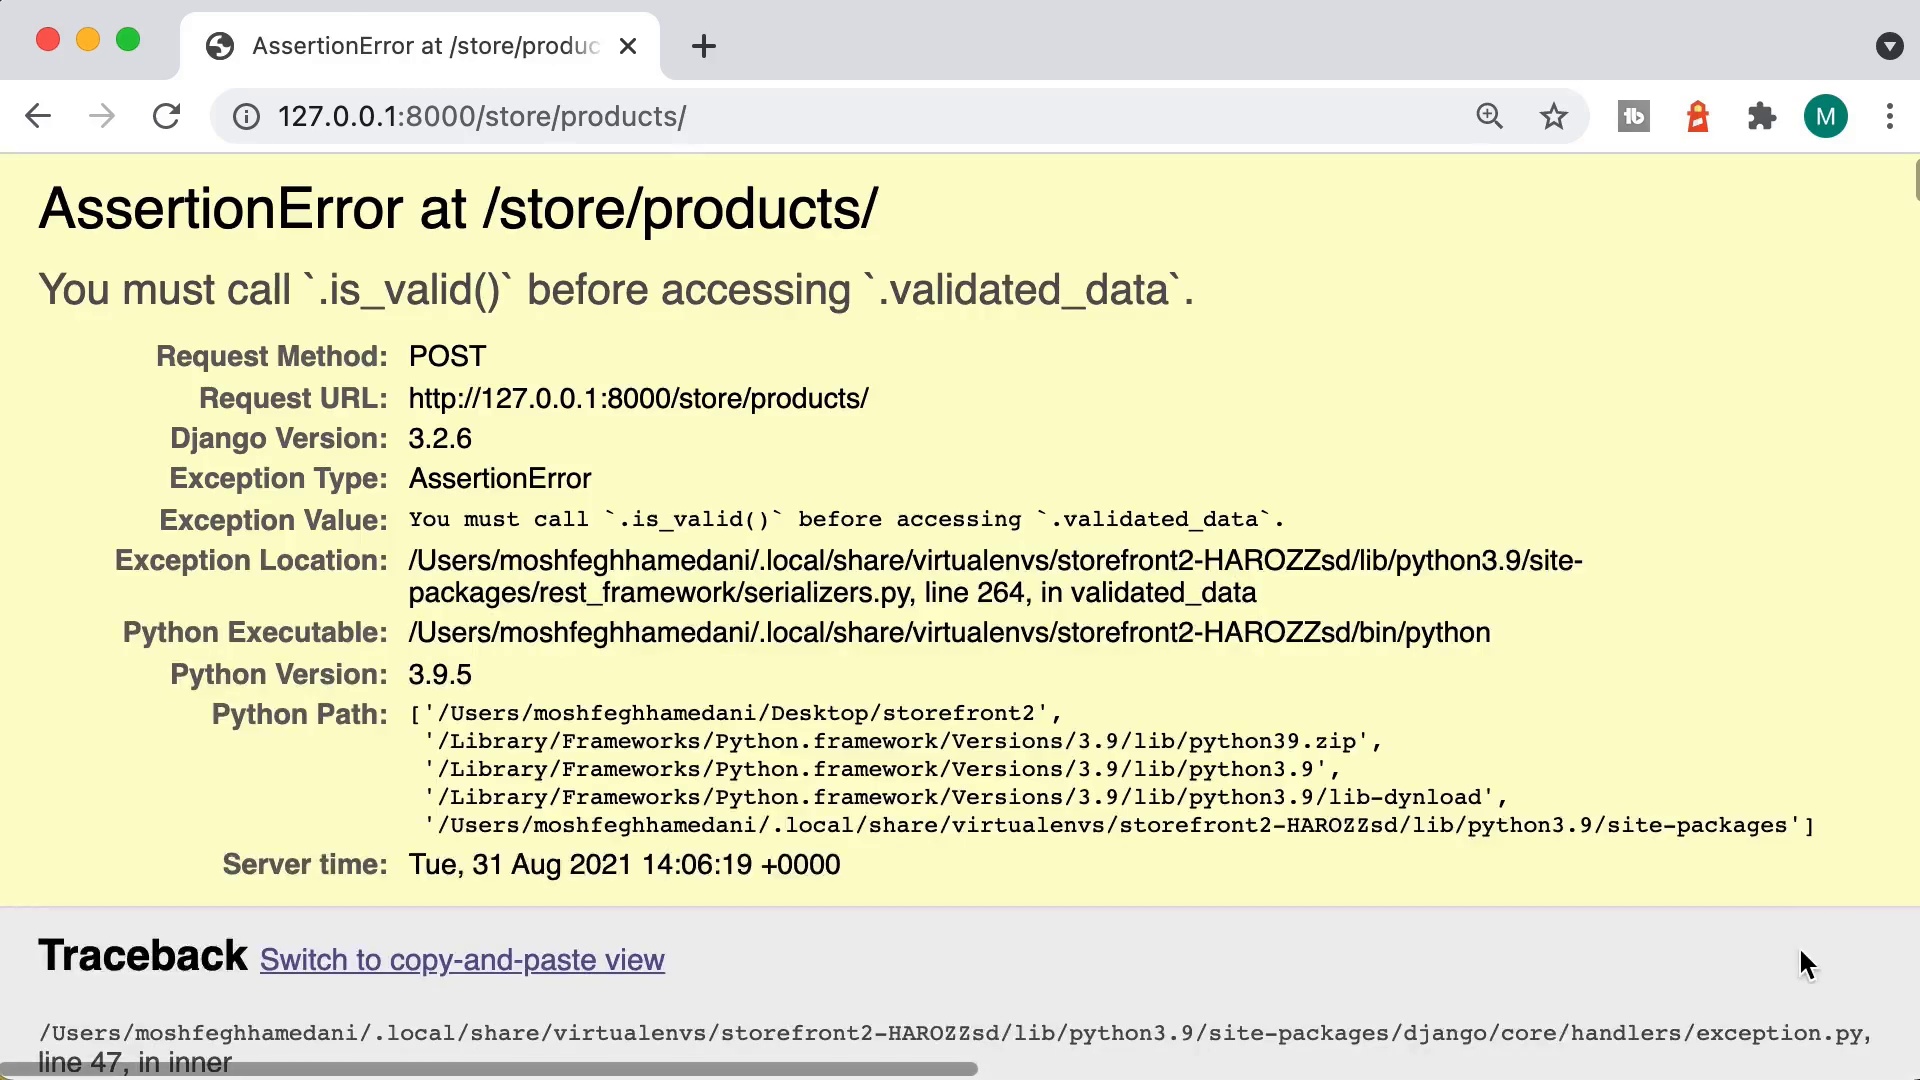 AssertionError at /store/produc
127.0.0.1:8000/store/products/
M
AssertionError at /store/products/
You must call `.is_valid()` before accessing `.validated_data`.
Request Method: POST
Request URL: http://127.0.0.1:8000/store/products/
Django Version: 3.2.6
Exception Type: AssertionError
Exception Value: You must call `.is_valid()` before accessing `.validated_data`.
Exception Location: /Users/moshfeghhamedani/.local/share/virtualenvs/storefront2-HAROZZsd/lib/python3.9/site-
packages/rest_framework/serializers.py, line 264, in validated_data
Python Executable: /Users/moshfeghhamedani/.local/share/virtualenvs/storefront2-HAROZZsd/bin/python
Python Version: 3.9.5
Python Path: ['/Users/moshfeghhamedani/Desktop/storefront2',
'/Library/Frameworks/Python.framework/Versions/3.9/lib/python39.zip',
'/Library/Frameworks/Python.framework/Versions/3.9/lib/python3.9',
'/Library/Frameworks/Python.framework/Versions/3.9/lib/python3.9/lib-dynload',
'/Users/moshfeghhamedani/.local/share/virtualenvs/storefront2-HAROZZsd/lib/python3.9/site-packages']
Server time: Tue, 31 Aug 2021 14:06:19 +0000
Traceback Switch to copy-and-paste view
/Users/moshfeghhamedani/.local/share/virtualenvs/storefront2-HAROZZsd/lib/python3.9/site-packages/django/core/handlers/exception.py,
line 47, in inner